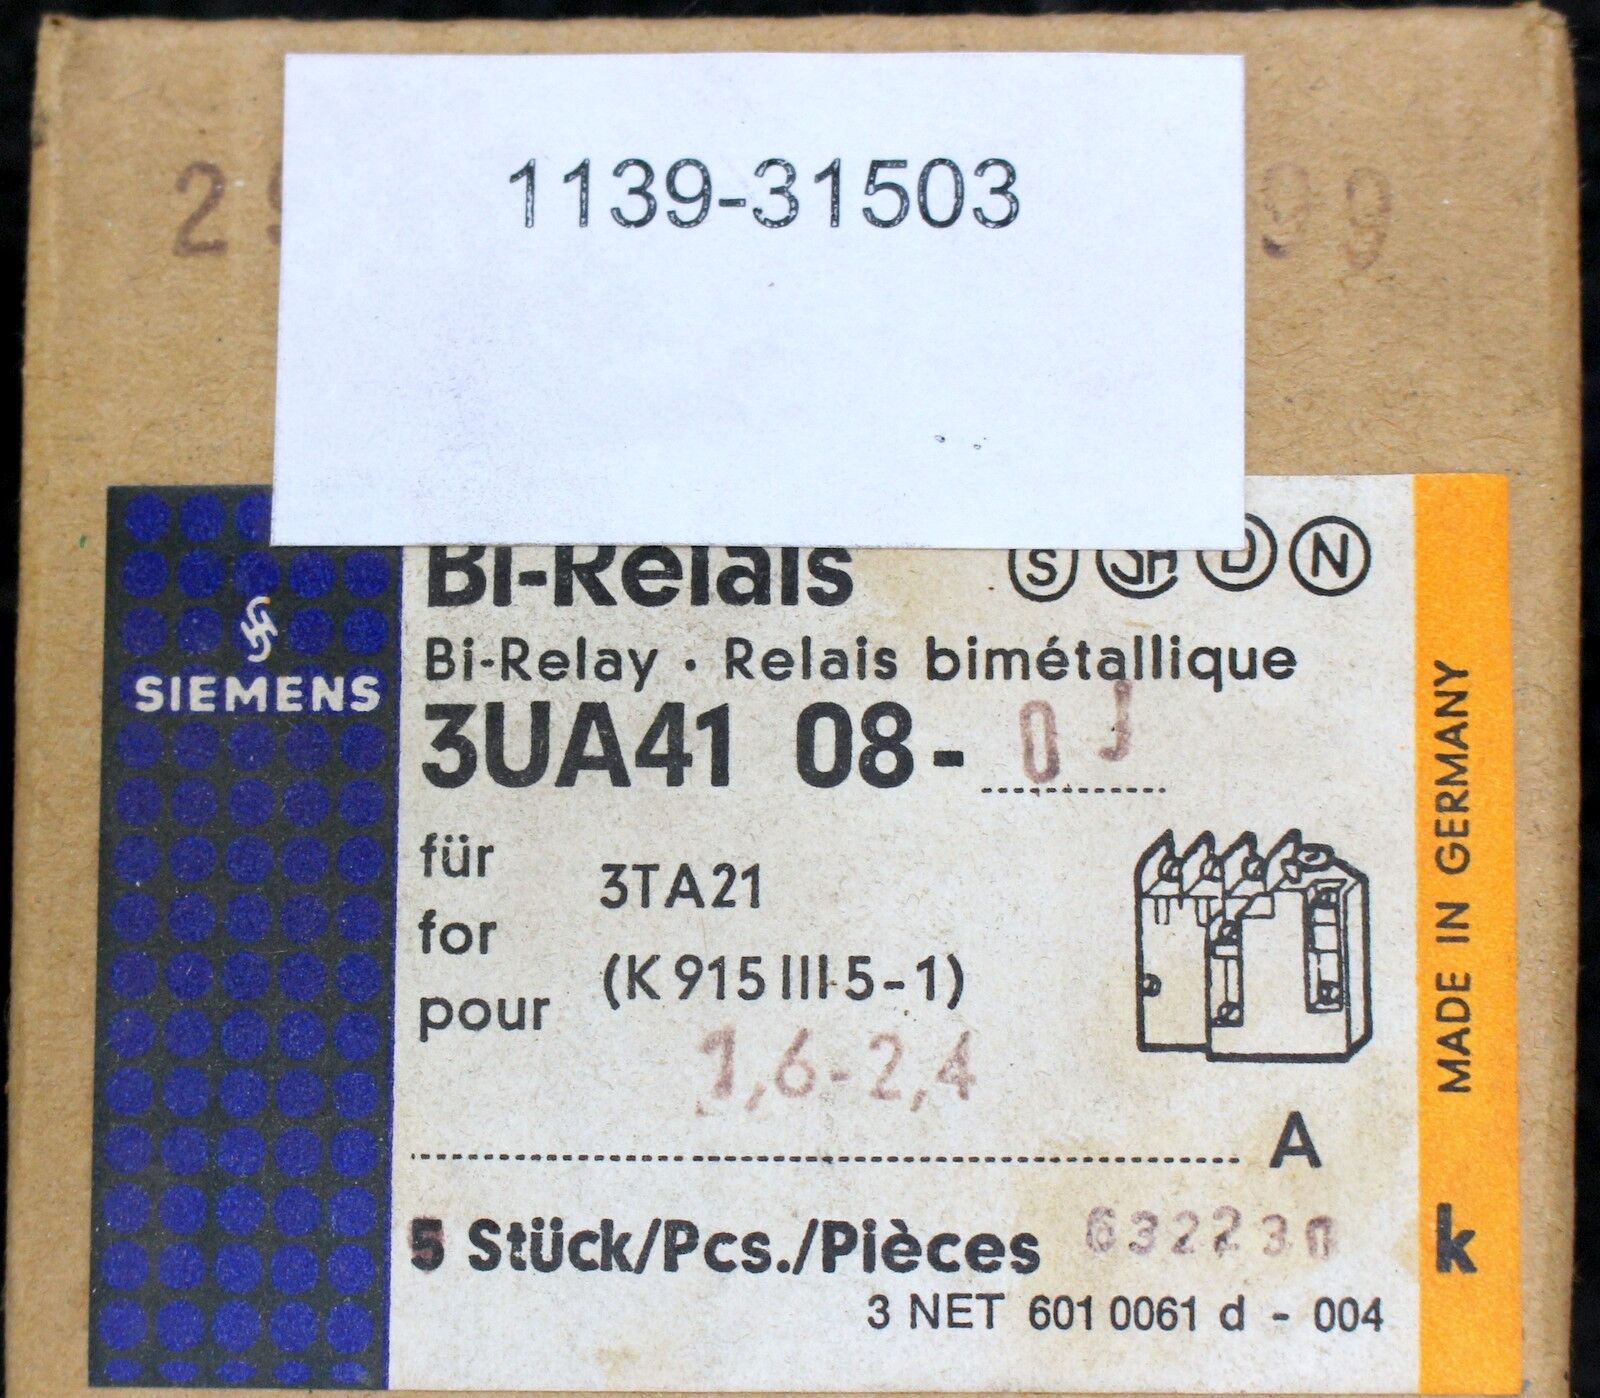 1139-31503
SIEMENS
Bi-Relais
S D N
Bi-Relay · Relais bimétallique
3UA41 08- 0J
für
for
pour
3TA21
(K 915 III 5-1)
1,6-2,4
A
5 Stück/Pcs./Pièces
3 NET 601 0061 d - 004
MADE IN GERMANY
k